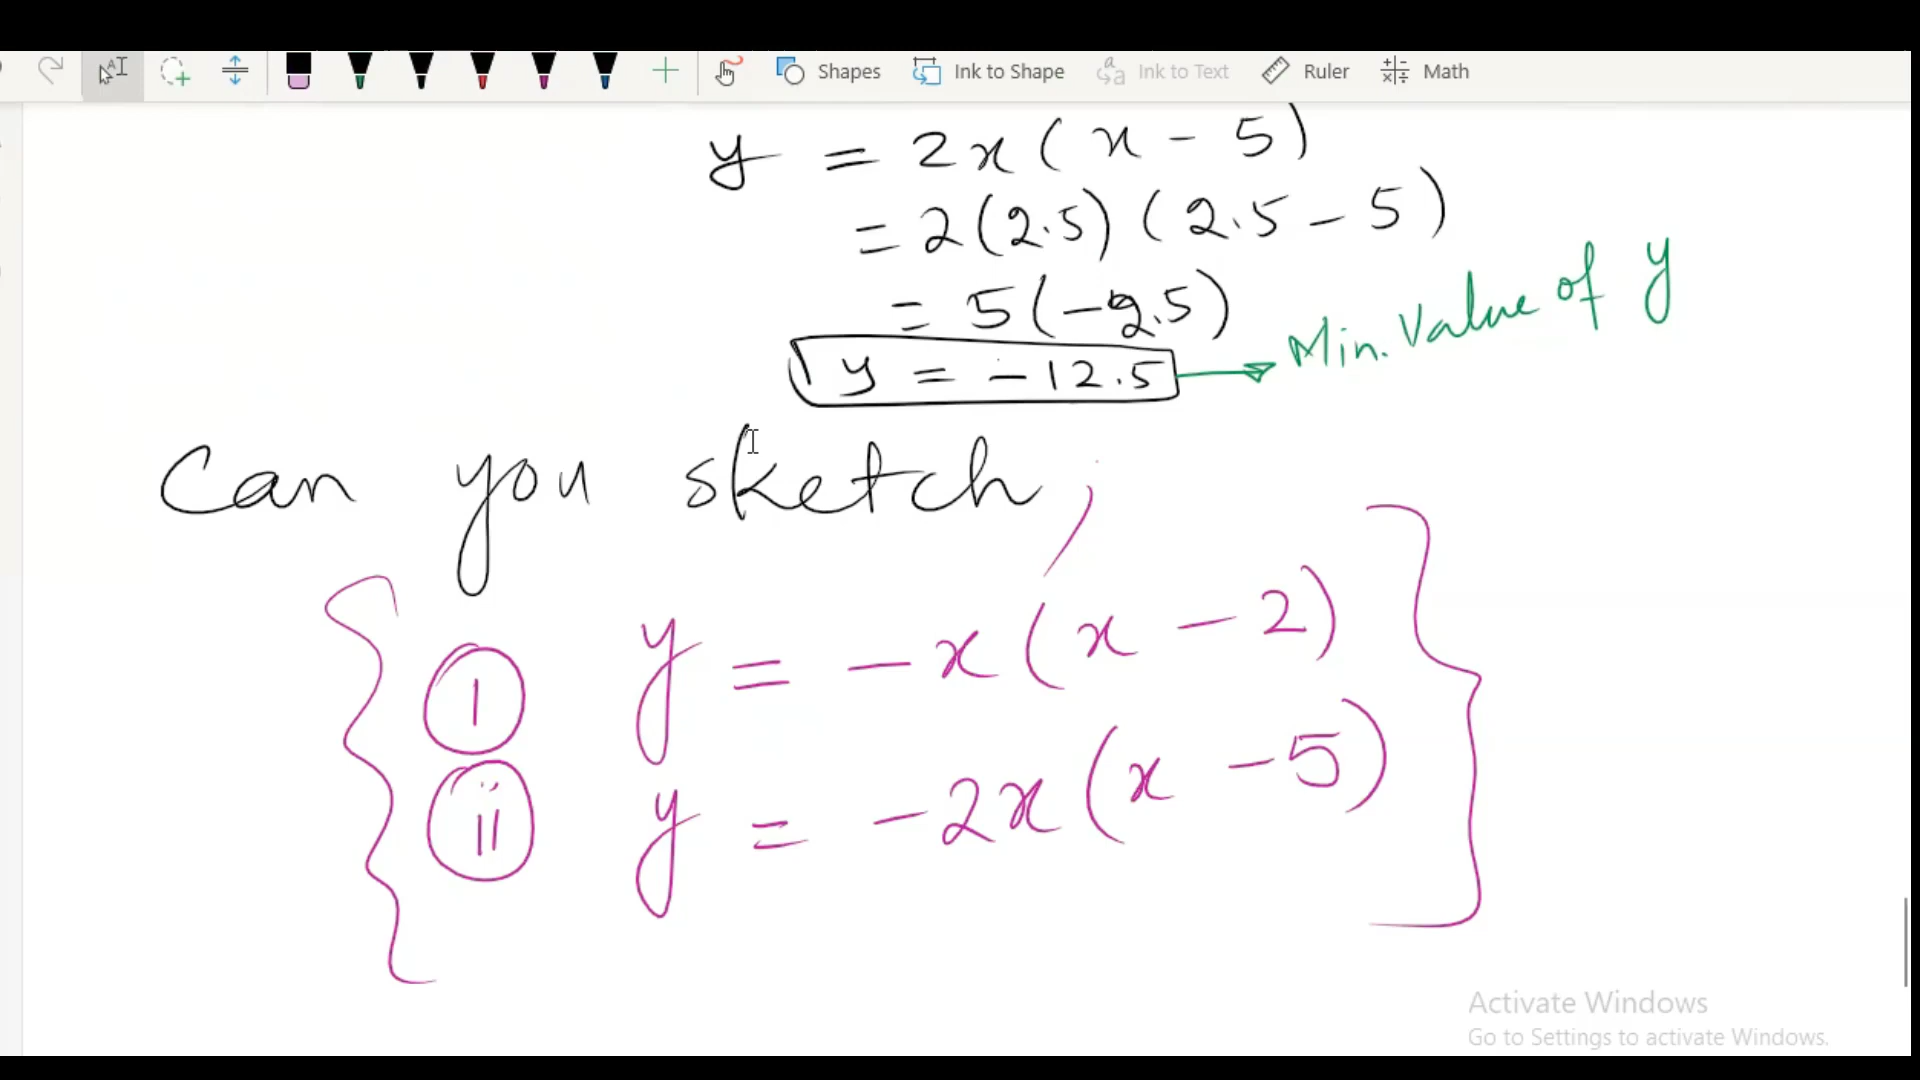 Shapes Ink to Shape Ink to Text Ruler Math
y = 2x(x - 5)
= 2(2.5)(2.5 - 5)
= 5(-2.5)
y = -12.5 → Min. Value of y
Can you sketch,
i y = -x(x - 2)
ii y = -2x(x - 5)
Activate Windows
Go to Settings to activate Windows.